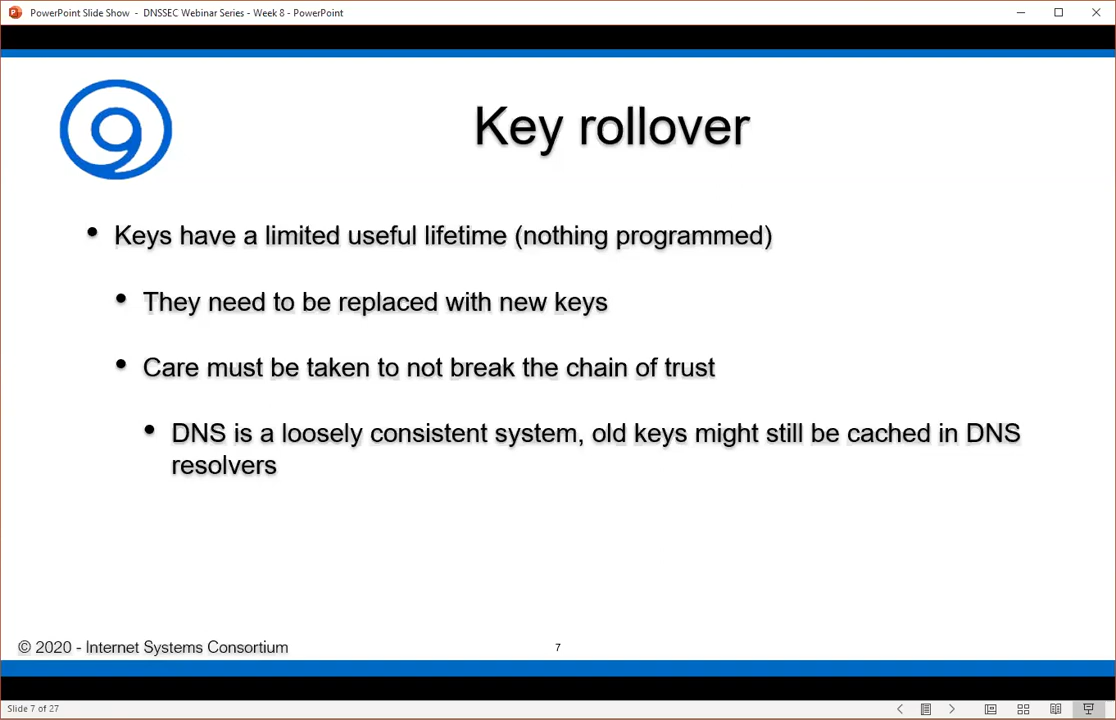 PowerPoint Slide Show - DNSSEC Webinar Series - Week 8 - PowerPoint
9
Key rollover
• Keys have a limited useful lifetime (nothing programmed)
• They need to be replaced with new keys
• Care must be taken to not break the chain of trust
• DNS is a loosely consistent system, old keys might still be cached in DNS
resolvers
© 2020 - Internet Systems Consortium
7
Slide 7 of 27